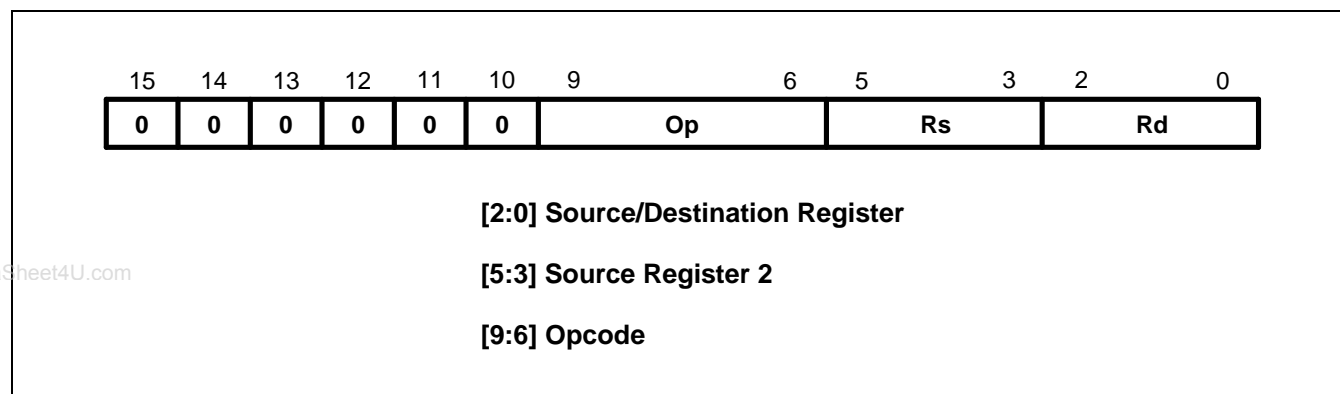 15 14 13 12 11 10 9 6 5 3 2 0
0 0 0 0 0 0 Op Rs Rd
[2:0] Source/Destination Register
Sheet4U.com
[5:3] Source Register 2
[9:6] Opcode